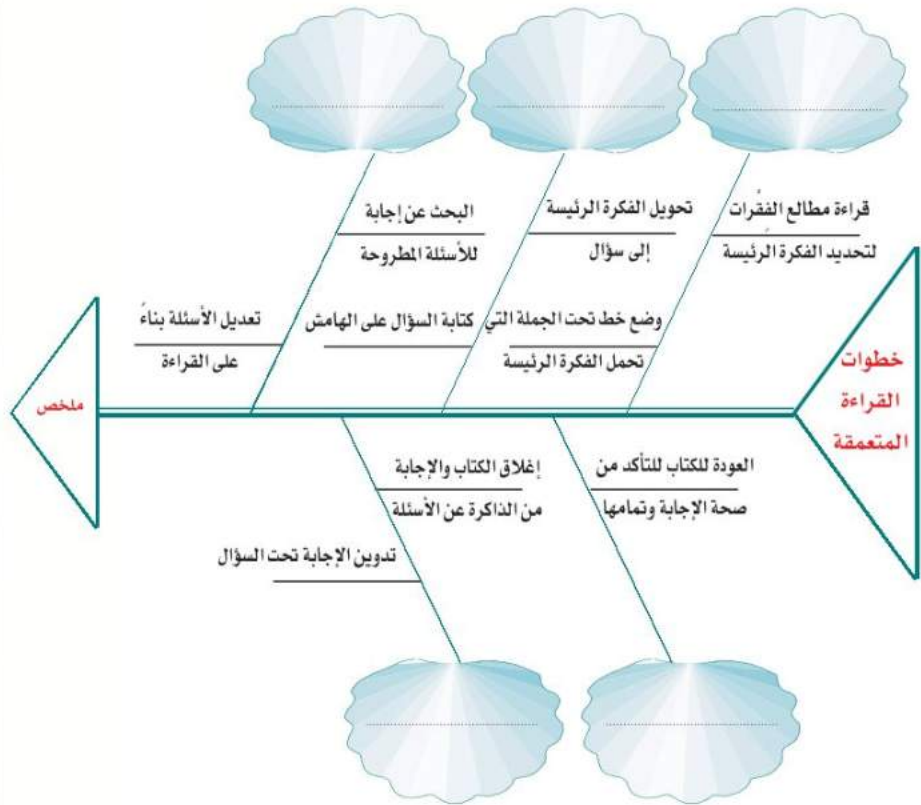 خطوات
القراءة
المتعمقة
قراءة مطالع الفقرات
لتحديد الفكرة الرئيسة
وضع خط تحت الجملة التي
تحمل الفكرة الرئيسة
تحويل الفكرة الرئيسة
إلى سؤال
كتابة السؤال على الهامش
البحث عن إجابة
للأسئلة المطروحة
تعديل الأسئلة بناءً
على القراءة
إغلاق الكتاب والإجابة
من الذاكرة عن الأسئلة
تدوين الإجابة تحت السؤال
العودة للكتاب للتأكد من
صحة الإجابة وتمامها
ملخص